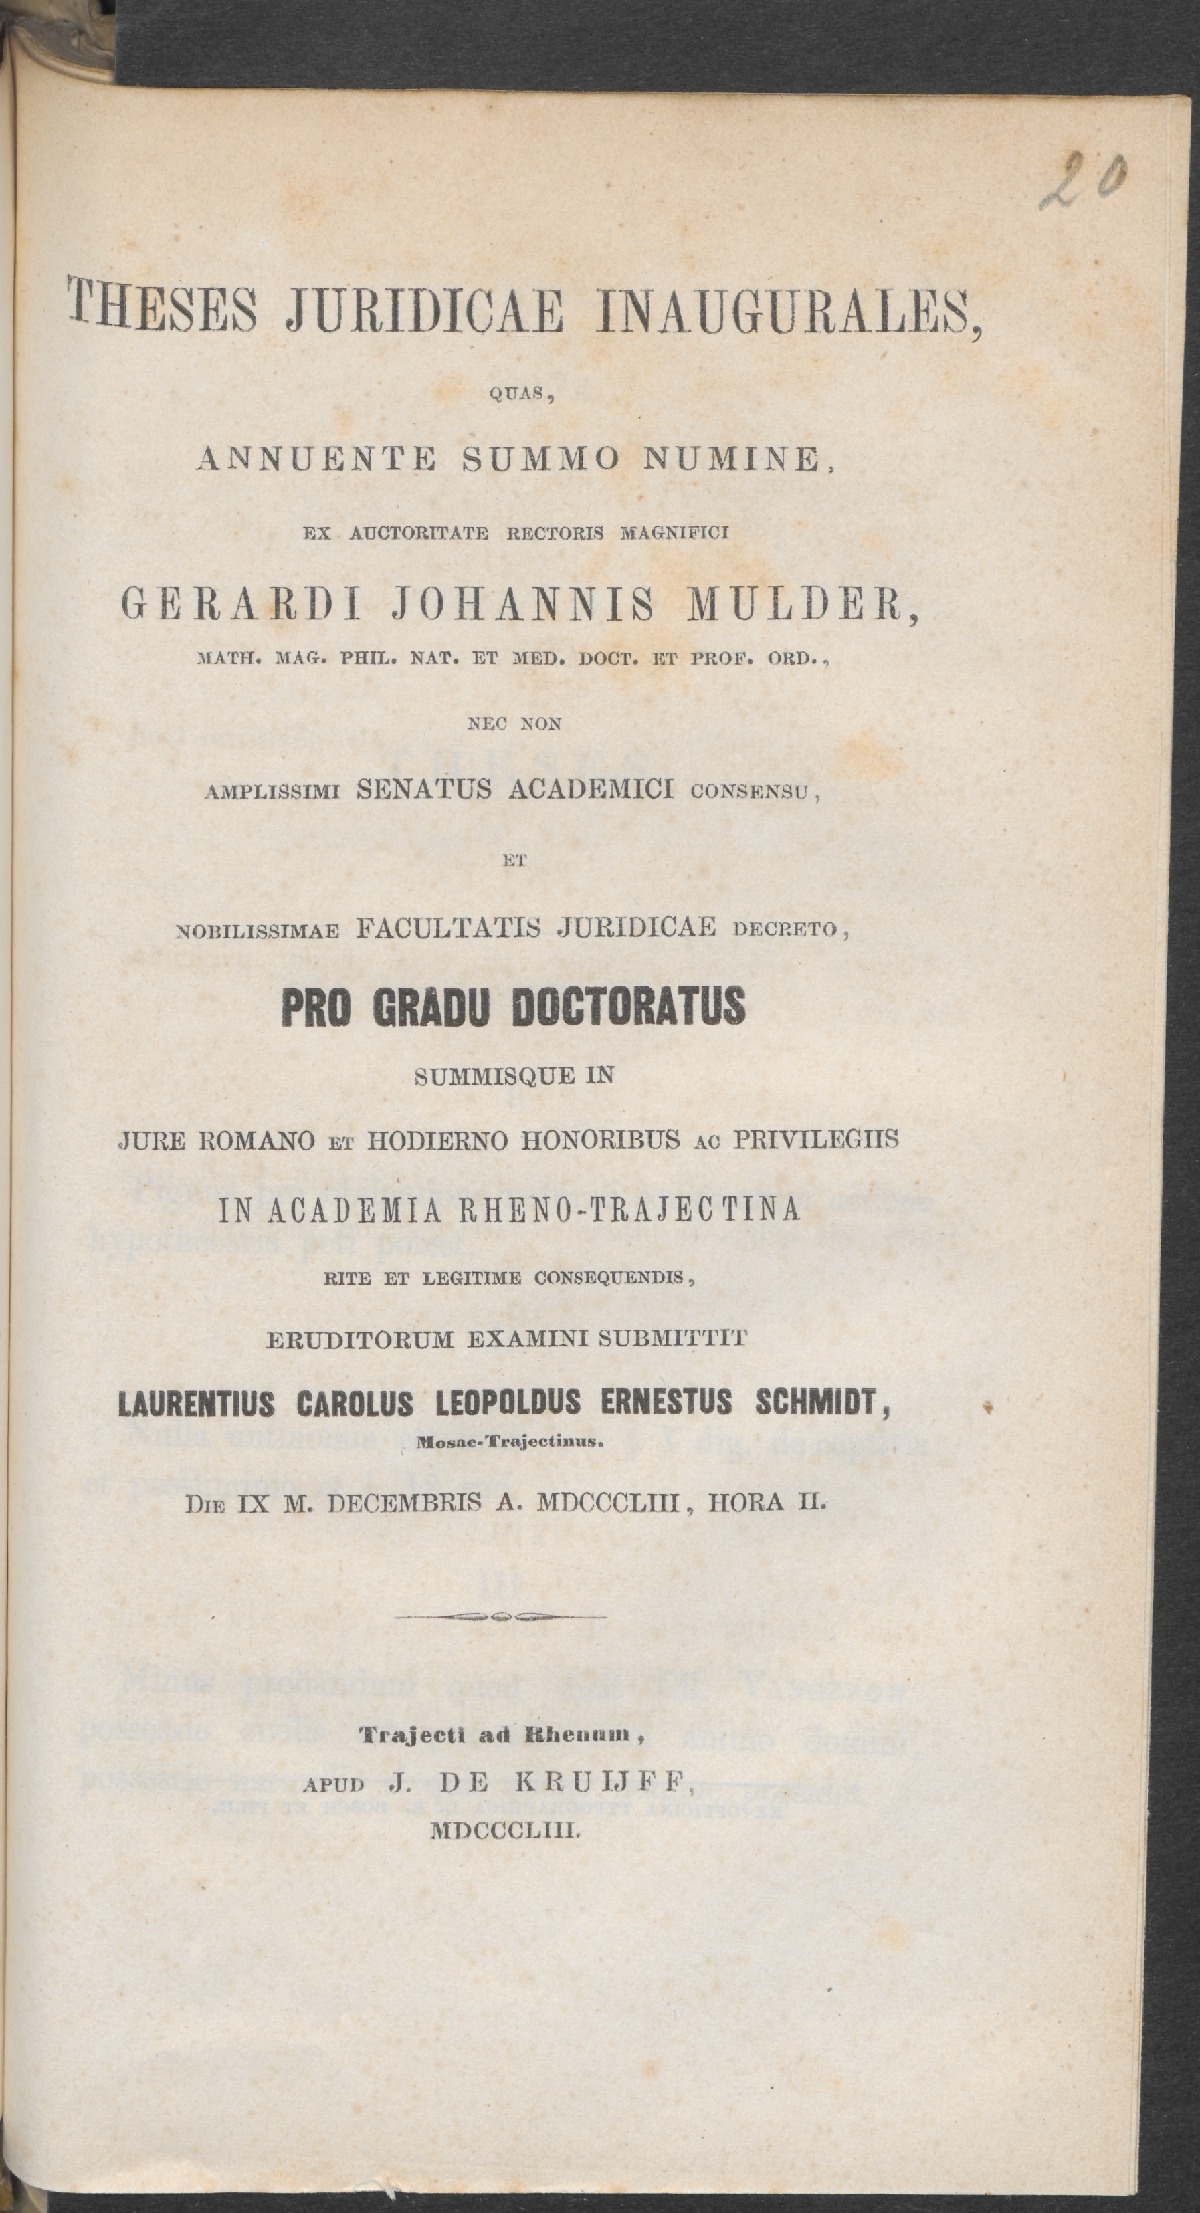 20
THESES JURIDICAE INAUGURALES,
QUAS,
ANNUENTE SUMMO NUMINE,
EX AUCTORITATE RECTORIS MAGNIFICI
GERARDI JOHANNIS MULDER,
MATH. MAG. PHIL. NAT. ET MED. DOCT. ET PROF. ORD.,
NEC NON
AMPLISSIMI SENATUS ACADEMICI CONSENSU,
ET
NOBILISSIMAE FACULTATIS JURIDICAE DECRETO,
PRO GRADU DOCTORATUS
SUMMISQUE IN
JURE ROMANO ET HODIERNO HONORIBUS AC PRIVILEGIIS
IN ACADEMIA RHENO-TRAJECTINA
RITE ET LEGITIME CONSEQUENDIS,
ERUDITORUM EXAMINI SUBMITTIT
LAURENTIUS CAROLUS LEOPOLDUS ERNESTUS SCHMIDT,
Mosae-Trajectinus.
DIE IX M. DECEMBRIS A. MDCCCLIII, HORA II.
Trajecti ad Rhenum,
APUD J. DE KRUIJFF,
MDCCCLIII.